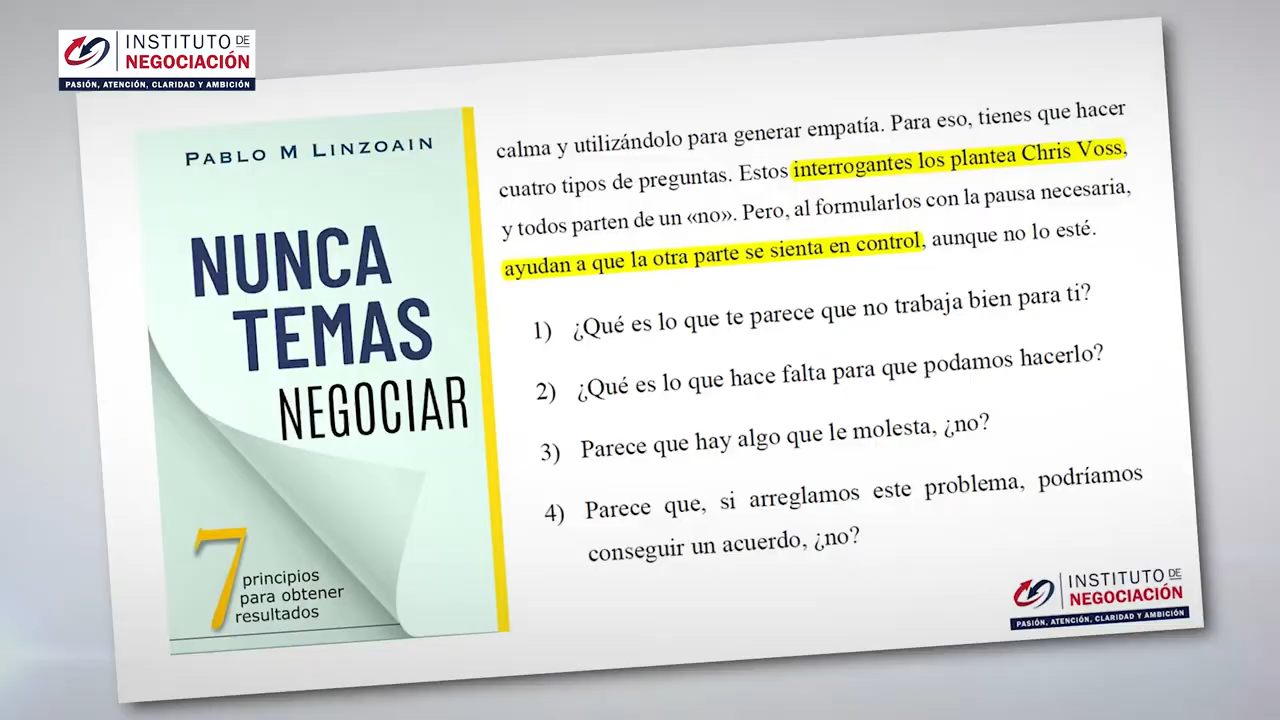 INSTITUTO DE
NEGOCIACIÓN
PASIÓN, ATENCIÓN, CLARIDAD Y AMBICIÓN
PABLO M LINZOAIN
NUNCA
TEMAS
NEGOCIAR
7 principios
para obtener
resultados
calma y utilizándolo para generar empatía. Para eso, tienes que hacer
cuatro tipos de preguntas. Estos interrogantes los plantea Chris Voss,
y todos parten de un «no». Pero, al formularlos con la pausa necesaria,
ayudan a que la otra parte se sienta en control, aunque no lo esté.
1) ¿Qué es lo que te parece que no trabaja bien para ti?
2) ¿Qué es lo que hace falta para que podamos hacerlo?
3) Parece que hay algo que le molesta, ¿no?
4) Parece que, si arreglamos este problema, podríamos
conseguir un acuerdo, ¿no?
INSTITUTO DE
NEGOCIACIÓN
PASIÓN, ATENCIÓN, CLARIDAD Y AMBICIÓN